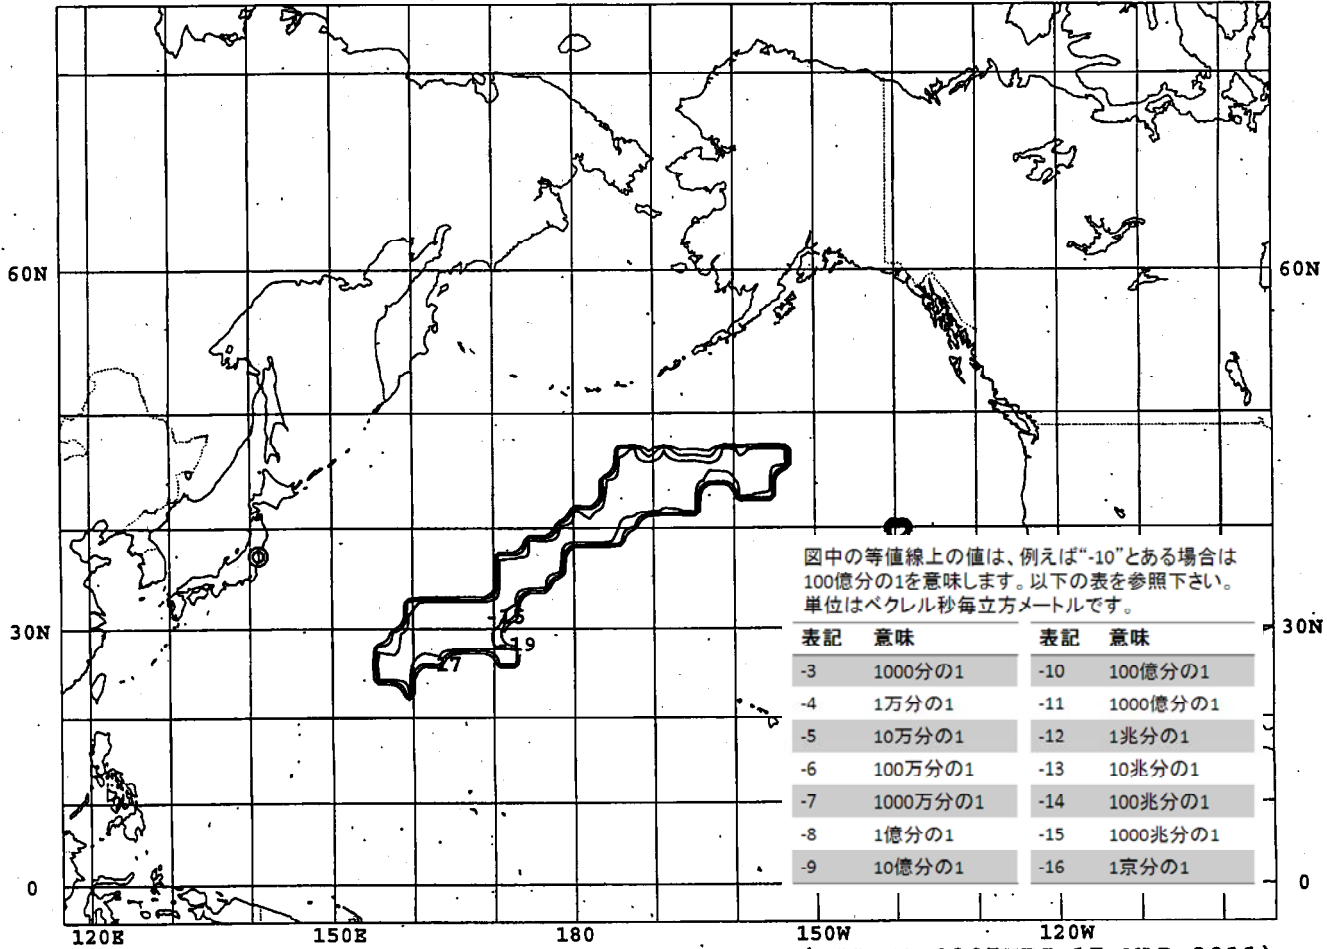 60N
60N
図中の等値線上の値は、例えば“-10”とある場合は
100億分の1を意味します。以下の表を参照下さい。
単位はベクレル秒毎立方メートルです。
30N
30N
19
表記 意味 表記 意味
-3 1000分の1 -10 100億分の1
-4 1万分の1 -11 1000億分の1
-5 10万分の1 -12 1兆分の1
-6 100万分の1 -13 10兆分の1
-7 1000万分の1 -14 100兆分の1
-8 1億分の1 -15 1000兆分の1
-9 10億分の1 -16 1京分の1
0
0
120E 150E 180 150W 120W